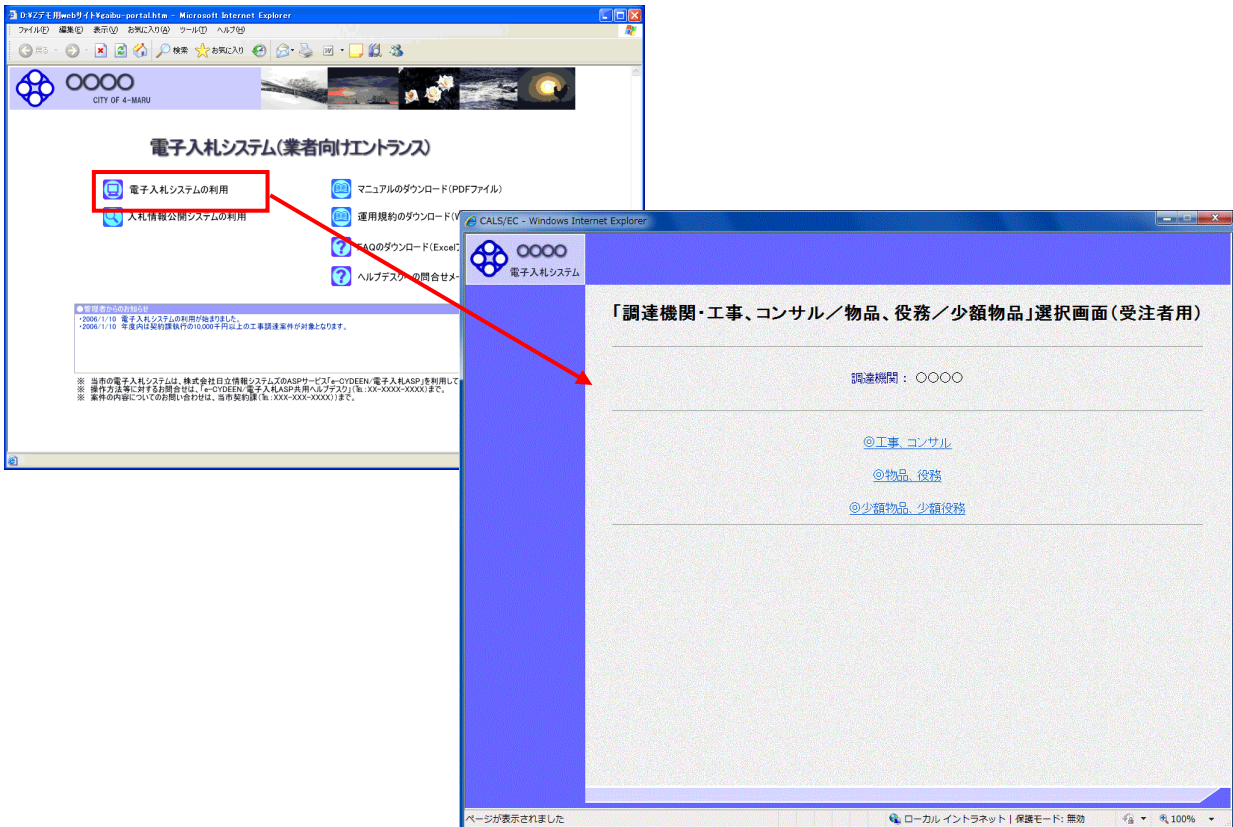 D:¥Zデモ用webサイト¥gaibu-portal.htm - Microsoft Internet Explorer
ファイル(F) 編集(E) 表示(V) お気に入り(A) ツール(T) ヘルプ(H)
戻る 検索 お気に入り
○○○○
CITY OF 4-MARU
電子入札システム(業者向けエントランス)
電子入札システムの利用
マニュアルのダウンロード(PDFファイル)
入札情報公開システムの利用
運用規約のダウンロード(
FAQのダウンロード(Excel
ヘルプデスクへの問合せメー
●管理者からのお知らせ
・2006/1/10 電子入札システムの利用が始まりました。
・2006/1/10 年度内は契約課執行の10,000千円以上の工事調達案件が対象となります。
※ 当市の電子入札システムは、株式会社日立情報システムズのASPサービス「e-CYDEEN/電子入札ASP」を利用して
※ 操作方法等に対するお問合せは、「e-CYDEEN/電子入札ASP共用ヘルプデスク」(℡:XX-XXXX-XXXX)まで。
※ 案件の内容についてのお問い合わせは、当市契約課(℡:XXX-XXX-XXXX))まで。
CALS/EC - Windows Internet Explorer
○○○○
電子入札システム
「調達機関・工事、コンサル／物品、役務／少額物品」選択画面(受注者用)
調達機関： ○○○○
◎工事、コンサル
◎物品、役務
◎少額物品、少額役務
ページが表示されました
ローカル イントラネット | 保護モード: 無効
100%